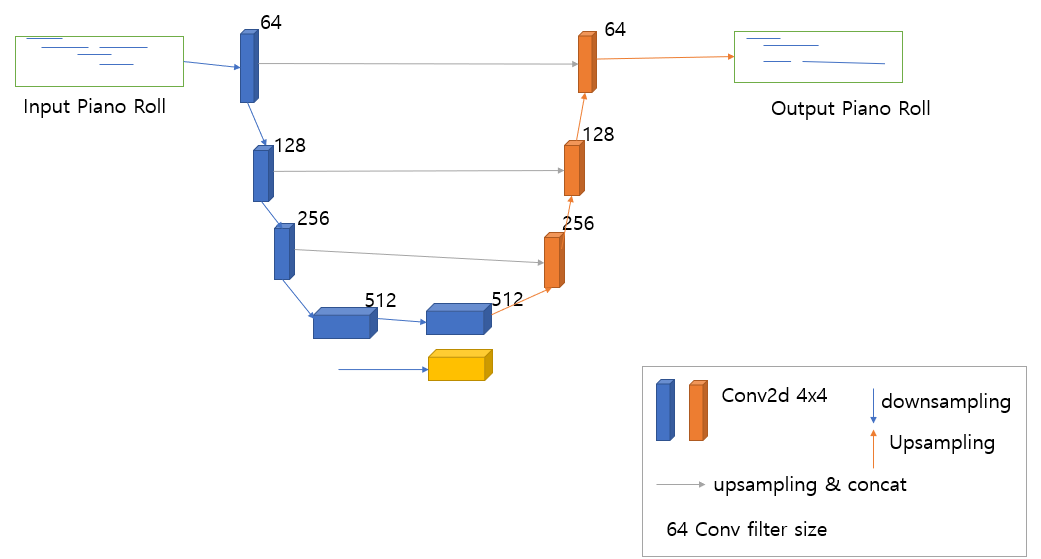 64
64
Input Piano Roll
Output Piano Roll
128
128
256
256
512
512
Conv2d 4x4
downsampling
Upsampling
upsampling & concat
64 Conv filter size